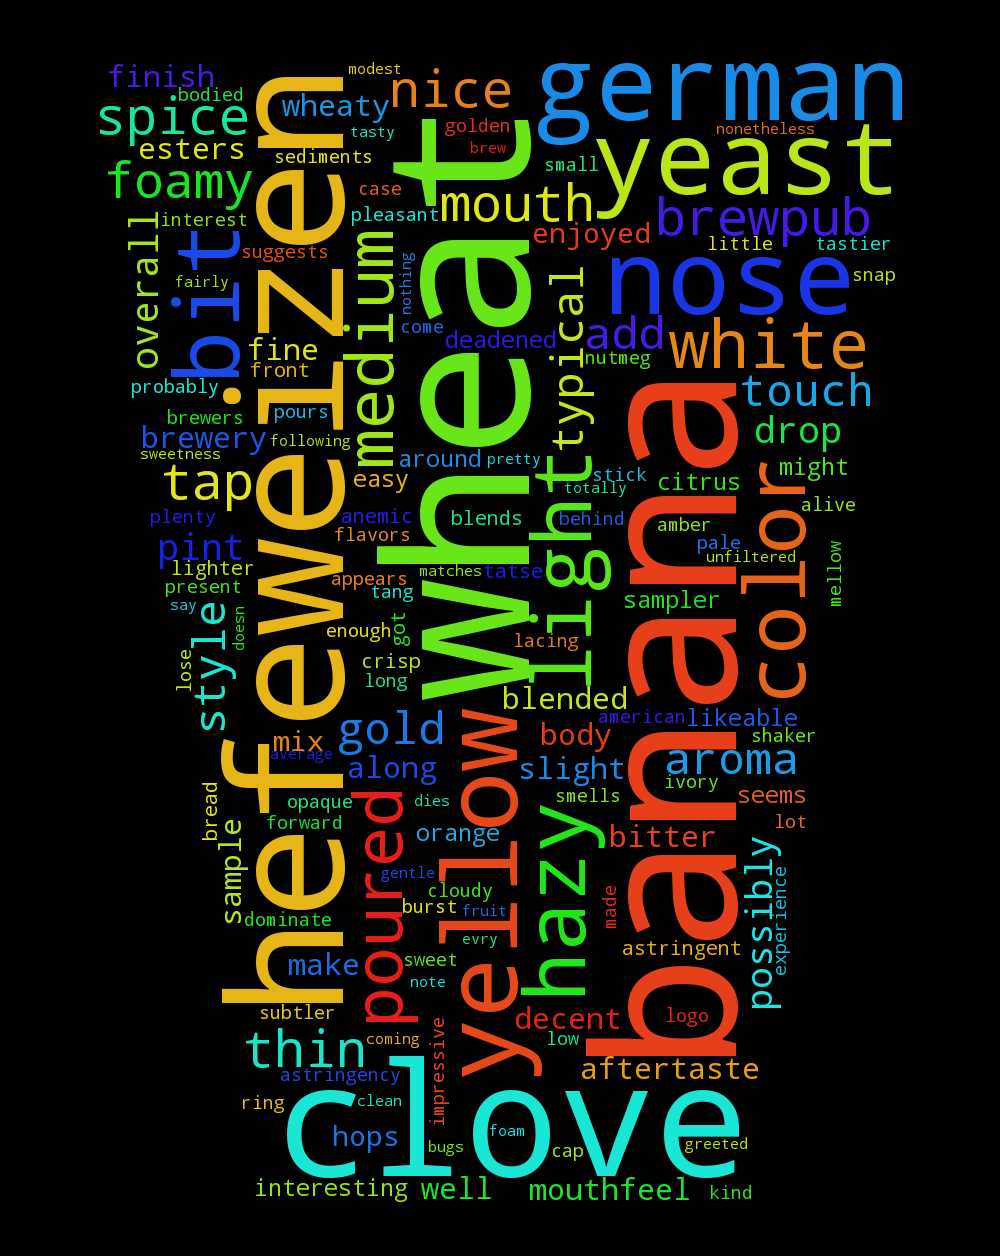 modest
german
finish
bodied
wheaty
nice
spice
golden
nonetheless
tasty
brew
yeast
esters
sediments
small
foamy
case
mouth
pleasant
brewpub
interest
enjoyed
little
tastier
overall
bit
suggests
hefeweizen
medium
wheat
nothing
typical
nose
snap
fairly
come
deadened
add
white
fine
front
nutmeg
probably
touch
brewers
pours
drop
brewery
following
sweetness
around
pretty
might
tap
easy
stick
totally
citrus
color
alive
plenty
anemic
blends
behind
amber
flavors
light
banana
pint
pale
unfiltered
lighter
matches
tatse
mellow
present
appears
tang
sampler
say
style
doesn
enough
got
lacing
crisp
lose
long
blended
american
likeable
gold
mix
body
shaker
average
along
yellow
slight
aroma
ivory
bread
opaque
dies
smells
seems
forward
poured
orange
hazy
bitter
lot
sample
gentle
cloudy
possibly
experience
burst
fruit
made
dominate
evry
astringent
make
sweet
note
subtler
decent
logo
thin
coming
impressive
low
aftertaste
astringency
clove
ring
clean
hops
foam
bugs
cap
greeted
interesting
well
mouthfeel
kind